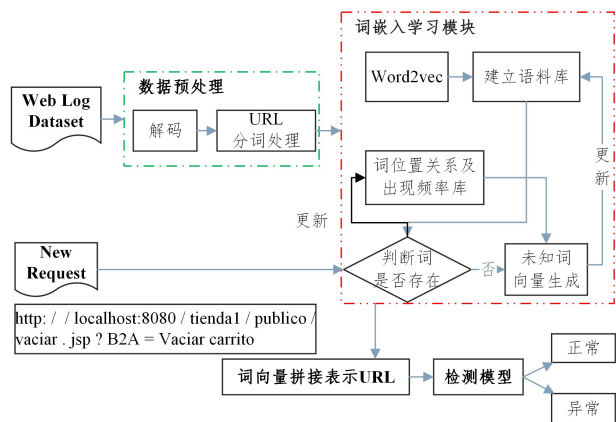 词嵌入学习模块
Word2vec
建立语料库
数据预处理
Web Log
Dataset
解码
URL
分词处理
词位置关系及
出现频率库
更新
更新
New
Request
判断词
是否存在
否
未知词
向量生成
http: / / localhost:8080 / tienda1 / publico /
vaciar . jsp ? B2A = Vaciar carrito
词向量拼接表示URL
检测模型
正常
异常